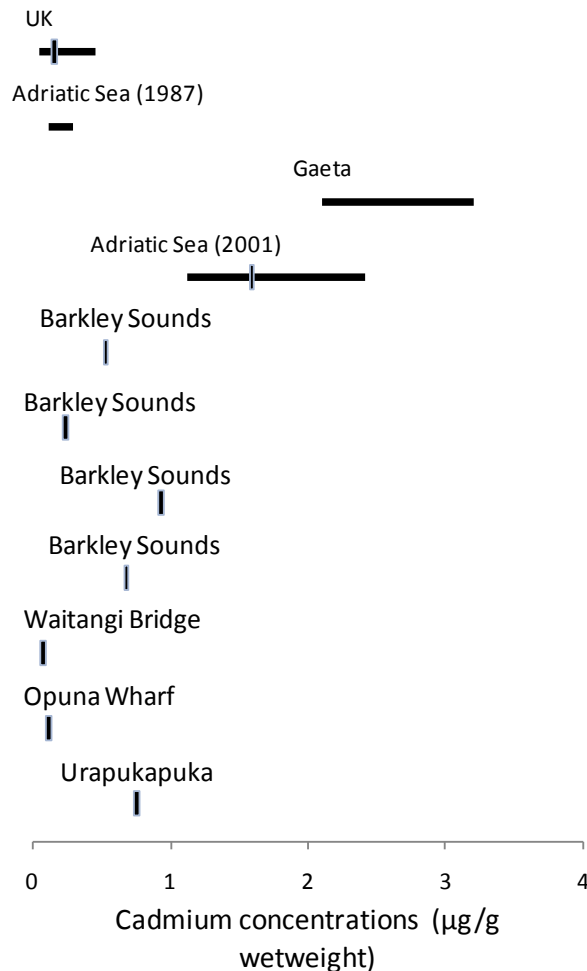 UK
Adriatic Sea (1987)
Gaeta
Adriatic Sea (2001)
Barkley Sounds
Barkley Sounds
Barkley Sounds
Barkley Sounds
Waitangi Bridge
Opuna Wharf
Urapukapuka
0 1 2 3 4
Cadmium concentrations (µg/g
wetweight)